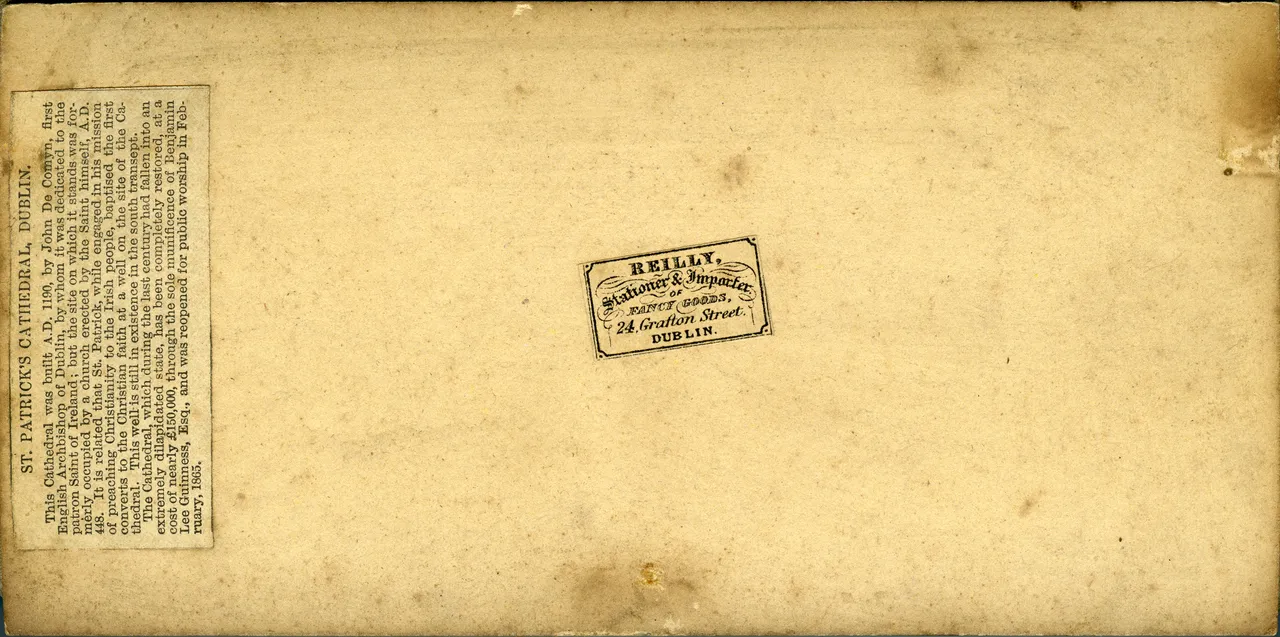 ST. PATRICK'S CATHEDRAL, DUBLIN.
This Cathedral was built A.D. 1190, by John De Comyn, first
English Archbishop of Dublin, by whom it was dedicated to the
patron Saint of Ireland; but the site on which it stands was for-
merly occupied by a church erected by the Saint himself, A.D.
448. It is related that St. Patrick, while engaged in his mission
of preaching Christianity to the Irish people, baptised the first
converts to the Christian faith at a well on the site of the Ca-
thedral. This well is still in existence in the south transept.
The Cathedral, which during the last century had fallen into an
extremely dilapidated state, has been completely restored, at a
cost of nearly £150,000, through the sole munificence of Benjamin
Lee Guinness, Esq., and was reopened for public worship in Feb-
ruary, 1865.
REILLY,
Stationer & Importer
OF
FANCY GOODS,
24, Grafton Street.
DUBLIN.